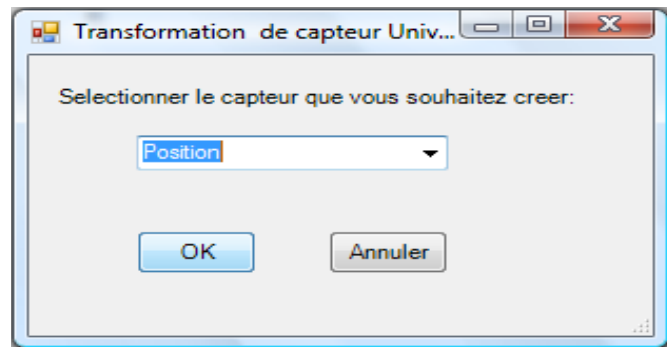 Transformation de capteur Univ...
Selectionner le capteur que vous souhaitez creer:
Position
OK Annuler